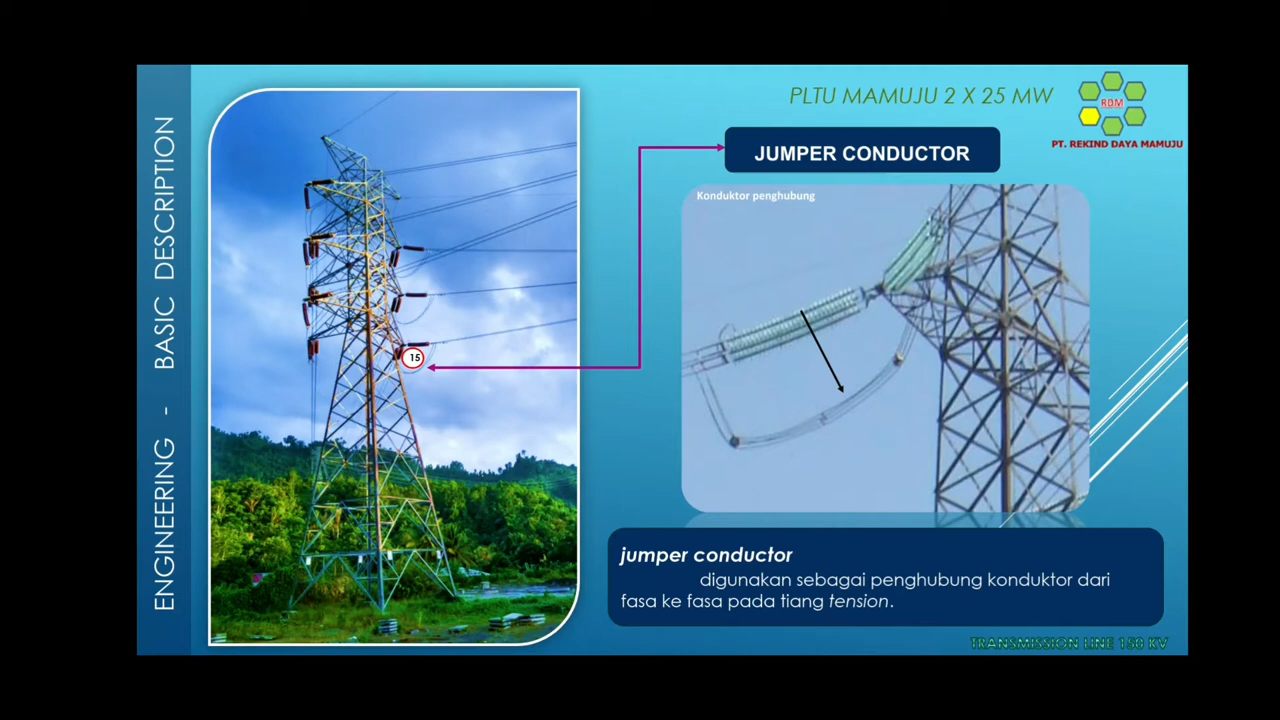 ENGINEERING - BASIC DESCRIPTION
PLTU MAMUJU 2 X 25 MW
RDM
PT. REKIND DAYA MAMUJU
JUMPER CONDUCTOR
Konduktor penghubung
15
jumper conductor
digunakan sebagai penghubung konduktor dari
fasa ke fasa pada tiang tension.
TRANSMISSION LINE 150 KV